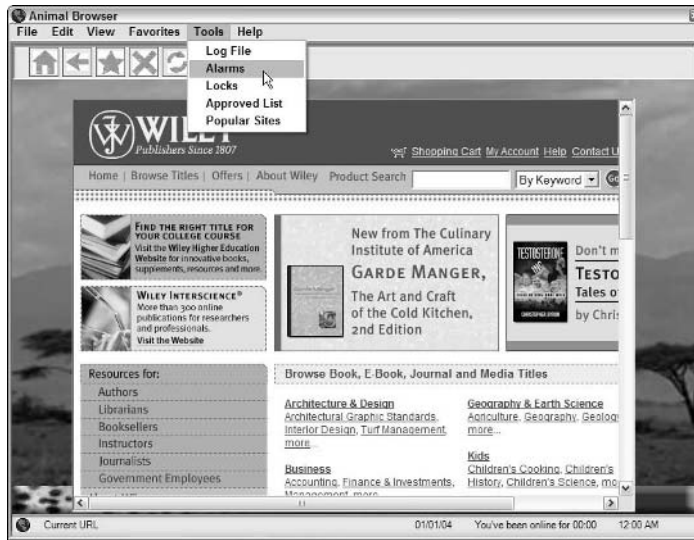 Animal Browser
File Edit View Favorites Tools Help
Log File
Alarms
Locks
Approved List
Popular Sites
WILEY
Publishers Since 1807
Shopping Cart My Account Help Contact U
Home | Browse Titles | Offers | About Wiley Product Search By Keyword Go
FIND THE RIGHT TITLE FOR
YOUR COLLEGE COURSE
Visit the Wiley Higher Education
Website for innovative books,
supplements, resources and more.
WILEY INTERSCIENCE®
More than 300 online
publications for researchers
and professionals.
Visit the Website
New from The Culinary
Institute of America
GARDE MANGER,
The Art and Craft
of the Cold Kitchen,
2nd Edition
TESTOSTERONE
INC
Don't m
TESTO
Tales o
by Chris
Resources for:
Authors
Librarians
Booksellers
Instructors
Journalists
Government Employees
Browse Book, E-Book, Journal and Media Titles
Architecture & Design
Architectural Graphic Standards,
Interior Design, Turf Management,
more...
Business
Accounting, Finance & Investments,
Management, more
Geography & Earth Science
Agriculture, Geography, Geolog
more...
Kids
Children's Cooking, Children's
History, Children's Science, mo
Current URL 01/01/04 You've been online for 00:00 12:00 AM